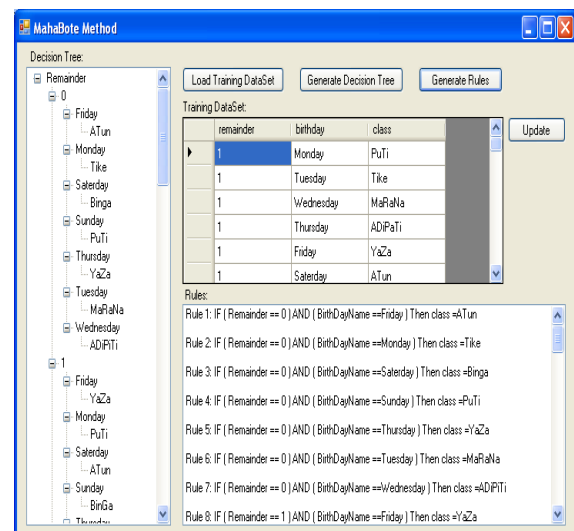 MahaBote Method
Decision Tree:
Remainder
0
Friday
ATun
Monday
Tike
Saterday
Binga
Sunday
PuTi
Thursday
YaZa
Tuesday
MaRaNa
Wednesday
ADiPiTi
1
Friday
YaZa
Monday
PuTi
Saterday
ATun
Sunday
BinGa
Thursday
Load Training DataSet
Generate Decision Tree
Generate Rules
Training DataSet:
remainder birthday class
1 Monday PuTi
1 Tuesday Tike
1 Wednesday MaRaNa
1 Thursday ADiPaTi
1 Friday YaZa
1 Saterday ATun
Update
Rules:
Rule 1: IF ( Remainder == 0 ) AND ( BirthDayName ==Friday ) Then class =ATun
Rule 2: IF ( Remainder == 0 ) AND ( BirthDayName ==Monday ) Then class =Tike
Rule 3: IF ( Remainder == 0 ) AND ( BirthDayName ==Saterday ) Then class =Binga
Rule 4: IF ( Remainder == 0 ) AND ( BirthDayName ==Sunday ) Then class =PuTi
Rule 5: IF ( Remainder == 0 ) AND ( BirthDayName ==Thursday ) Then class =YaZa
Rule 6: IF ( Remainder == 0 ) AND ( BirthDayName ==Tuesday ) Then class =MaRaNa
Rule 7: IF ( Remainder == 0 ) AND ( BirthDayName ==Wednesday ) Then class =ADiPiTi
Rule 8: IF ( Remainder == 1 ) AND ( BirthDayName ==Friday ) Then class =YaZa